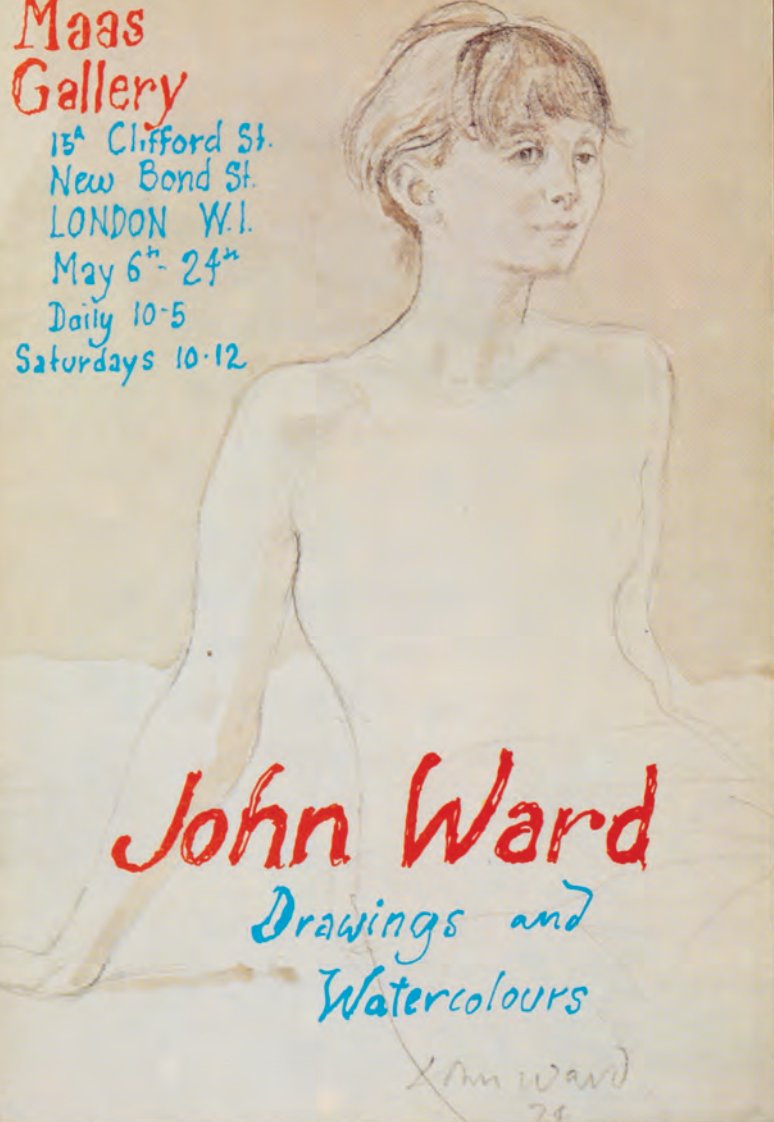 Maas
Gallery
15A Clifford St.
New Bond St.
LONDON W.1.
May 6th - 24th
Daily 10-5
Saturdays 10·12
John Ward
Drawings and
Watercolours
John Ward